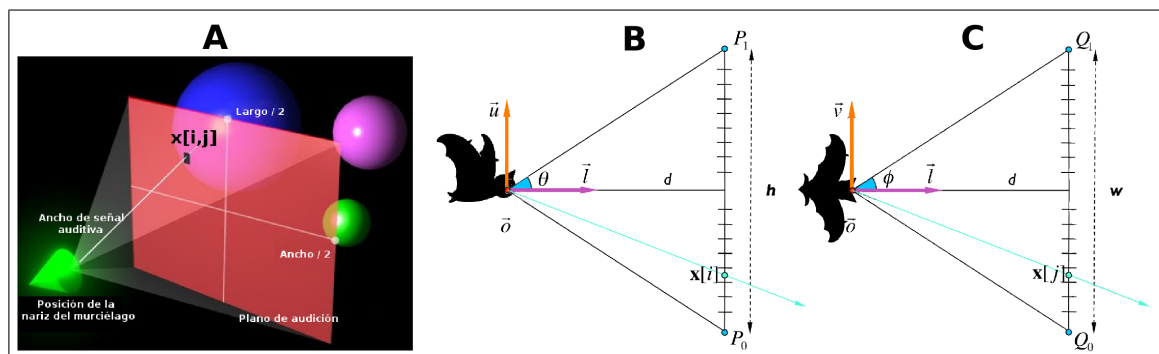 A
Largo / 2
x[i,j]
Ancho de señal
auditiva
Ancho / 2
Posición de la
nariz del murciélago
Plano de audición
B
P₁
u⃗
θ
l⃗
d
h
o⃗
x[i]
P₀
C
Q₁
v⃗
ϕ
l⃗
d
w
o⃗
x[j]
Q₀